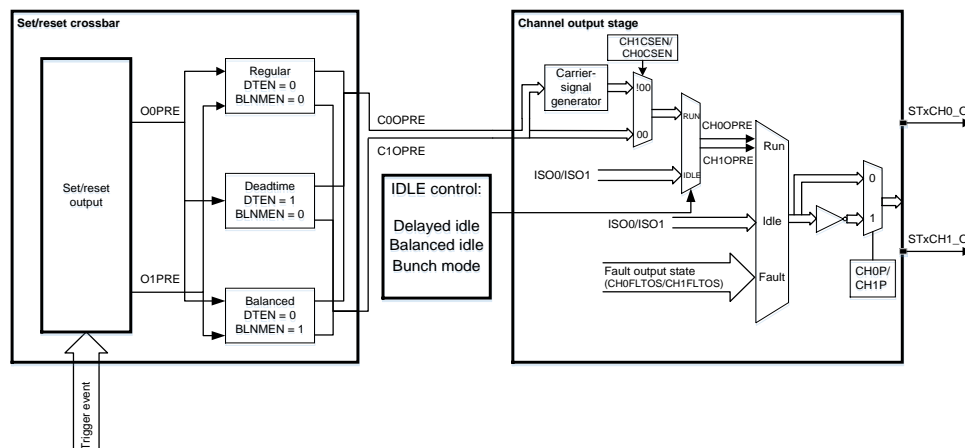 Set/reset crossbar
Set/reset
output
O0PRE
O1PRE
Regular
DTEN = 0
BLNMEN = 0
Deadtime
DTEN = 1
BLNMEN = 0
Balanced
DTEN = 0
BLNMEN = 1
Trigger event
C0OPRE
C1OPRE
IDLE control:
Delayed idle
Balanced idle
Bunch mode
Channel output stage
CH1CSEN/
CH0CSEN
Carrier-
signal
generator
!00
00
RUN
IDLE
ISO0/ISO1
CH0OPRE
CH1OPRE
ISO0/ISO1
Fault output state
(CH0FLTOS/CH1FLTOS)
Run
Idle
Fault
0
1
CH0P/
CH1P
STxCH0_O
STxCH1_O